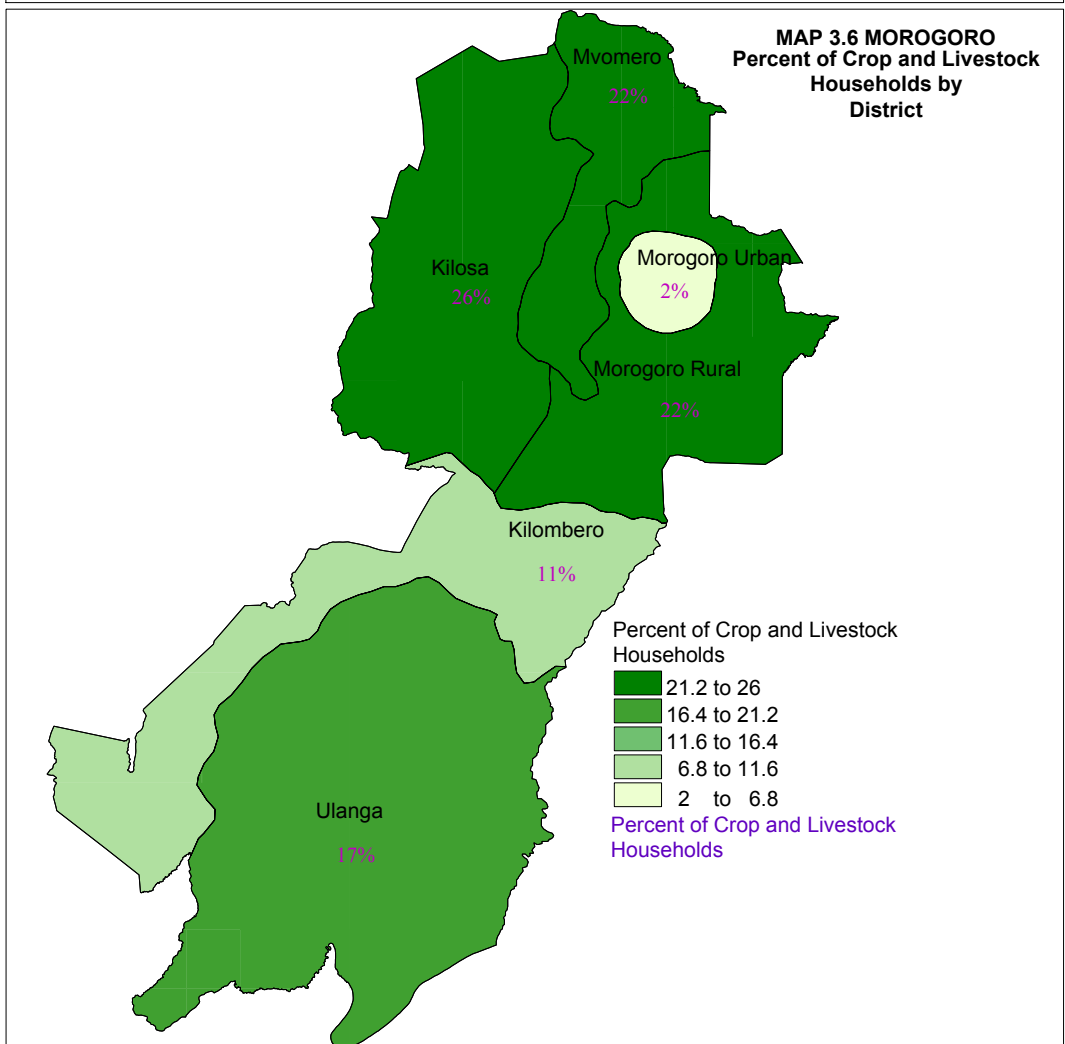 MAP 3.6 MOROGORO
Percent of Crop and Livestock
Households by
District
Mvomero
22%
Morogoro Urban
2%
Kilosa
26%
Morogoro Rural
22%
Kilombero
11%
Ulanga
17%
Percent of Crop and Livestock
Households
21.2 to 26
16.4 to 21.2
11.6 to 16.4
6.8 to 11.6
2 to 6.8
Percent of Crop and Livestock
Households